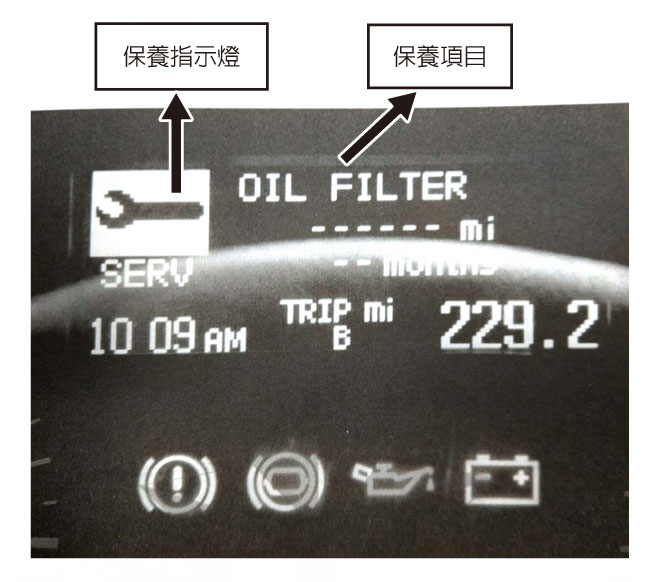 保養指示燈
保養項目
OIL FILTER
------ mi
-- months
SERV
10 09 AM
TRIP mi
B
229.2